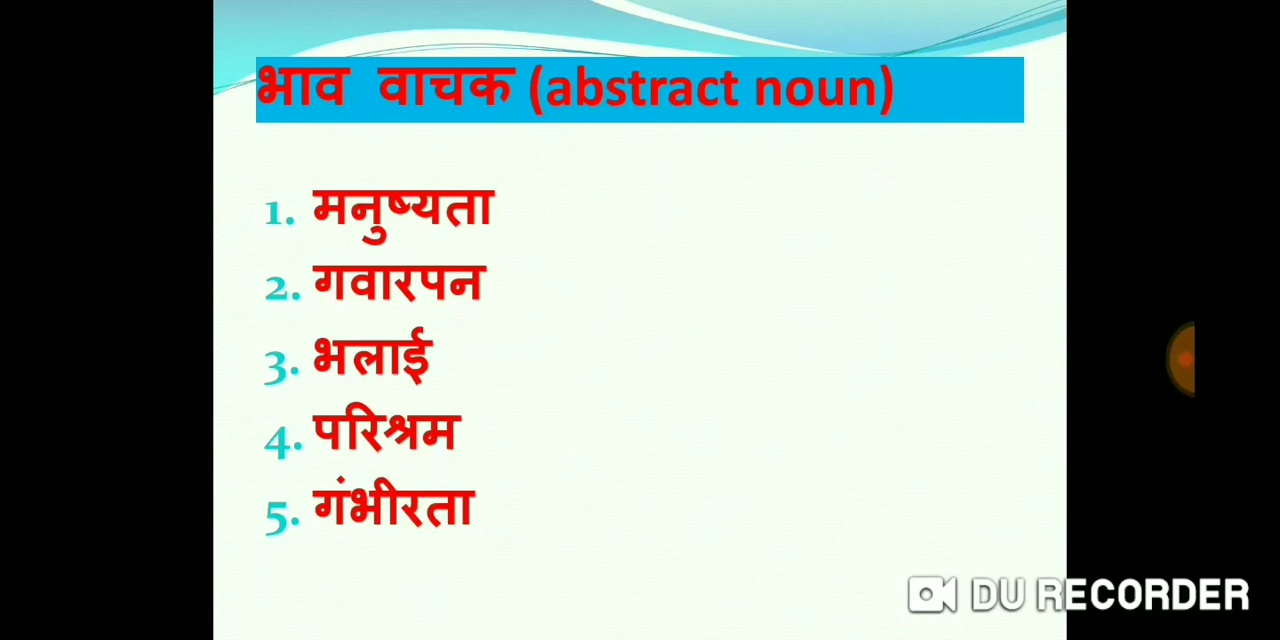 भाव वाचक (abstract noun)
1. मनुष्यता
2. गवारपन
3. भलाई
4. परिश्रम
5. गंभीरता
DU RECORDER